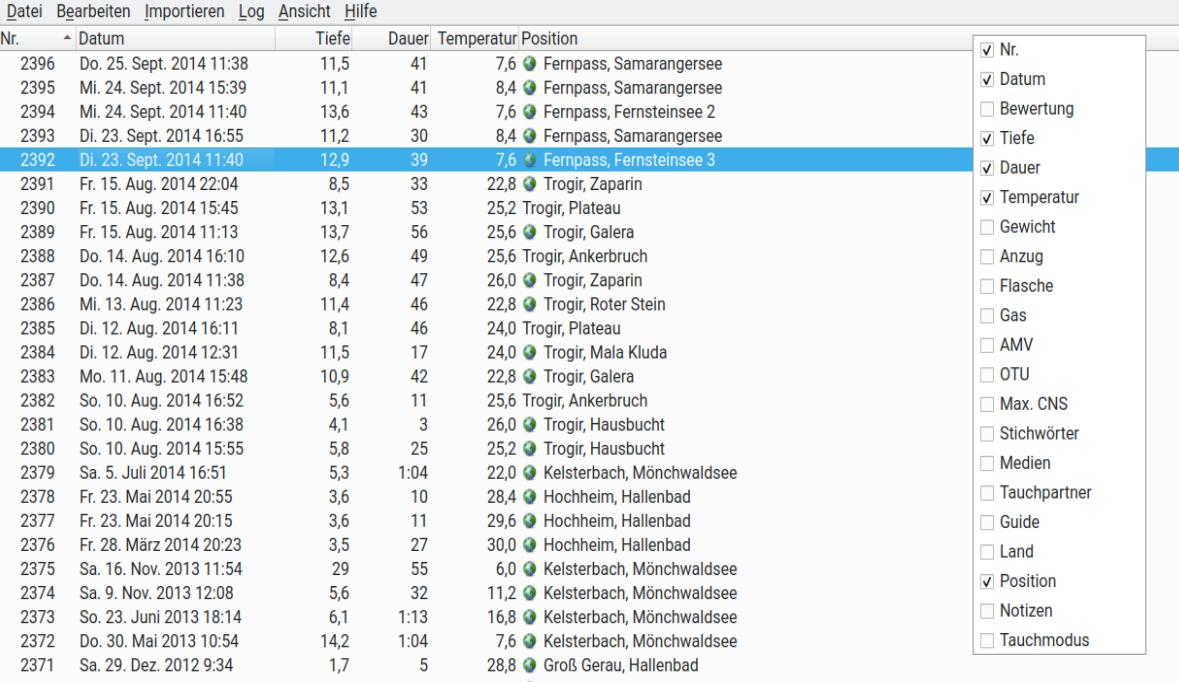 Datei Bearbeiten Importieren Log Ansicht Hilfe
Nr. Datum Tiefe Dauer Temperatur Position
2396 Do. 25. Sept. 2014 11:38 11,5 41 7,6 Fernpass, Samarangersee
2395 Mi. 24. Sept. 2014 15:39 11,1 41 8,4 Fernpass, Samarangersee
2394 Mi. 24. Sept. 2014 11:40 13,6 43 7,6 Fernpass, Fernsteinsee 2
2393 Di. 23. Sept. 2014 16:55 11,2 30 8,4 Fernpass, Samarangersee
2392 Di. 23. Sept. 2014 11:40 12,9 39 7,6 Fernpass, Fernsteinsee 3
2391 Fr. 15. Aug. 2014 22:04 8,5 33 22,8 Trogir, Zaparin
2390 Fr. 15. Aug. 2014 15:45 13,1 53 25,2 Trogir, Plateau
2389 Fr. 15. Aug. 2014 11:13 13,7 56 25,6 Trogir, Galera
2388 Do. 14. Aug. 2014 16:10 12,6 49 25,6 Trogir, Ankerbruch
2387 Do. 14. Aug. 2014 11:38 8,4 47 26,0 Trogir, Zaparin
2386 Mi. 13. Aug. 2014 11:23 11,4 46 22,8 Trogir, Roter Stein
2385 Di. 12. Aug. 2014 16:11 8,1 46 24,0 Trogir, Plateau
2384 Di. 12. Aug. 2014 12:31 11,5 17 24,0 Trogir, Mala Kluda
2383 Mo. 11. Aug. 2014 15:48 10,9 42 22,8 Trogir, Galera
2382 So. 10. Aug. 2014 16:52 5,6 11 25,6 Trogir, Ankerbruch
2381 So. 10. Aug. 2014 16:38 4,1 3 26,0 Trogir, Hausbucht
2380 So. 10. Aug. 2014 15:55 5,8 25 25,2 Trogir, Hausbucht
2379 Sa. 5. Juli 2014 16:51 5,3 1:04 22,0 Kelsterbach, Mönchwaldsee
2378 Fr. 23. Mai 2014 20:55 3,6 10 28,4 Hochheim, Hallenbad
2377 Fr. 23. Mai 2014 20:15 3,6 11 29,6 Hochheim, Hallenbad
2376 Fr. 28. März 2014 20:23 3,5 27 30,0 Hochheim, Hallenbad
2375 Sa. 16. Nov. 2013 11:54 29 55 6,0 Kelsterbach, Mönchwaldsee
2374 Sa. 9. Nov. 2013 12:08 5,6 32 11,2 Kelsterbach, Mönchwaldsee
2373 So. 23. Juni 2013 18:14 6,1 1:13 16,8 Kelsterbach, Mönchwaldsee
2372 Do. 30. Mai 2013 10:54 14,2 1:04 7,6 Kelsterbach, Mönchwaldsee
2371 Sa. 29. Dez. 2012 9:34 1,7 5 28,8 Groß Gerau, Hallenbad
Nr.
Datum
Bewertung
Tiefe
Dauer
Temperatur
Gewicht
Anzug
Flasche
Gas
AMV
OTU
Max. CNS
Stichwörter
Medien
Tauchpartner
Guide
Land
Position
Notizen
Tauchmodus